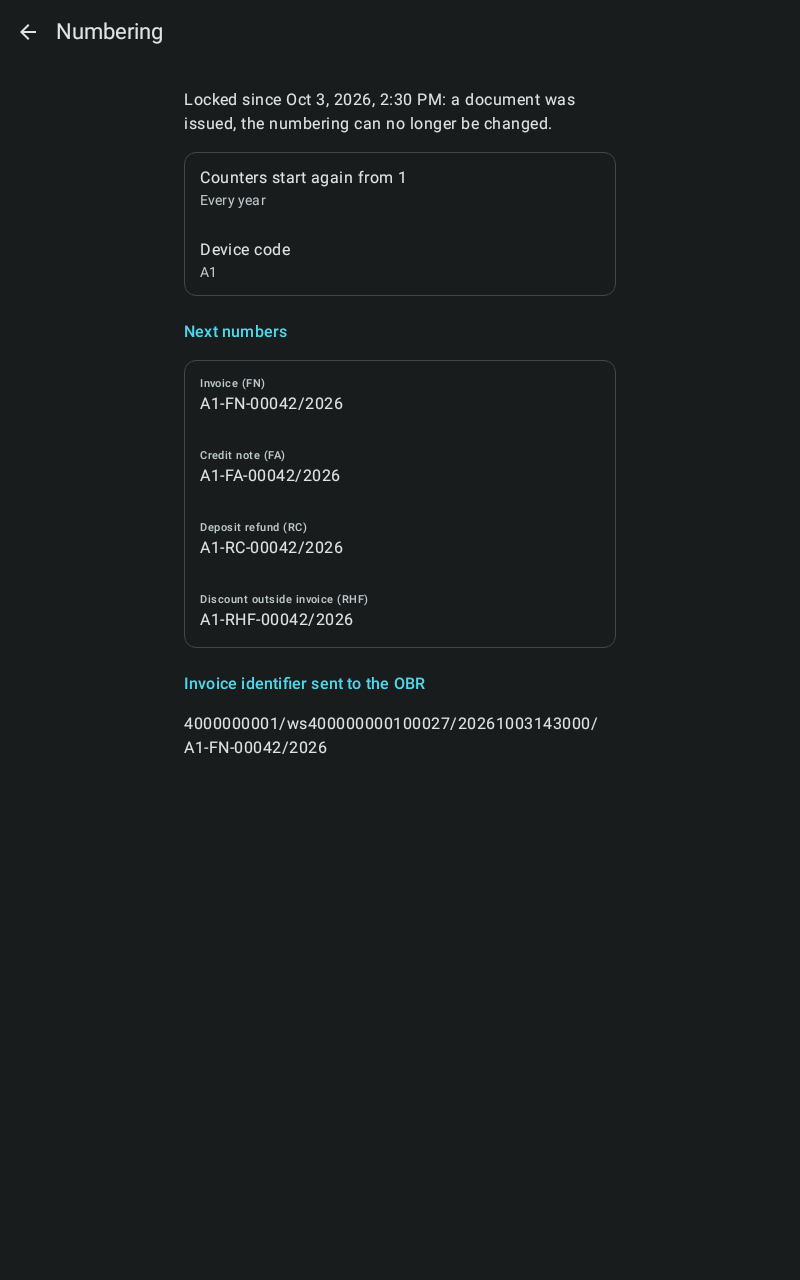 Numbering
Locked since Oct 3, 2026, 2:30 PM: a document was
issued, the numbering can no longer be changed.
Counters start again from 1
Every year
Device code
A1
Next numbers
Invoice (FN)
A1-FN-00042/2026
Credit note (FA)
A1-FA-00042/2026
Deposit refund (RC)
A1-RC-00042/2026
Discount outside invoice (RHF)
A1-RHF-00042/2026
Invoice identifier sent to the OBR
4000000001/ws400000000100027/20261003143000/
A1-FN-00042/2026